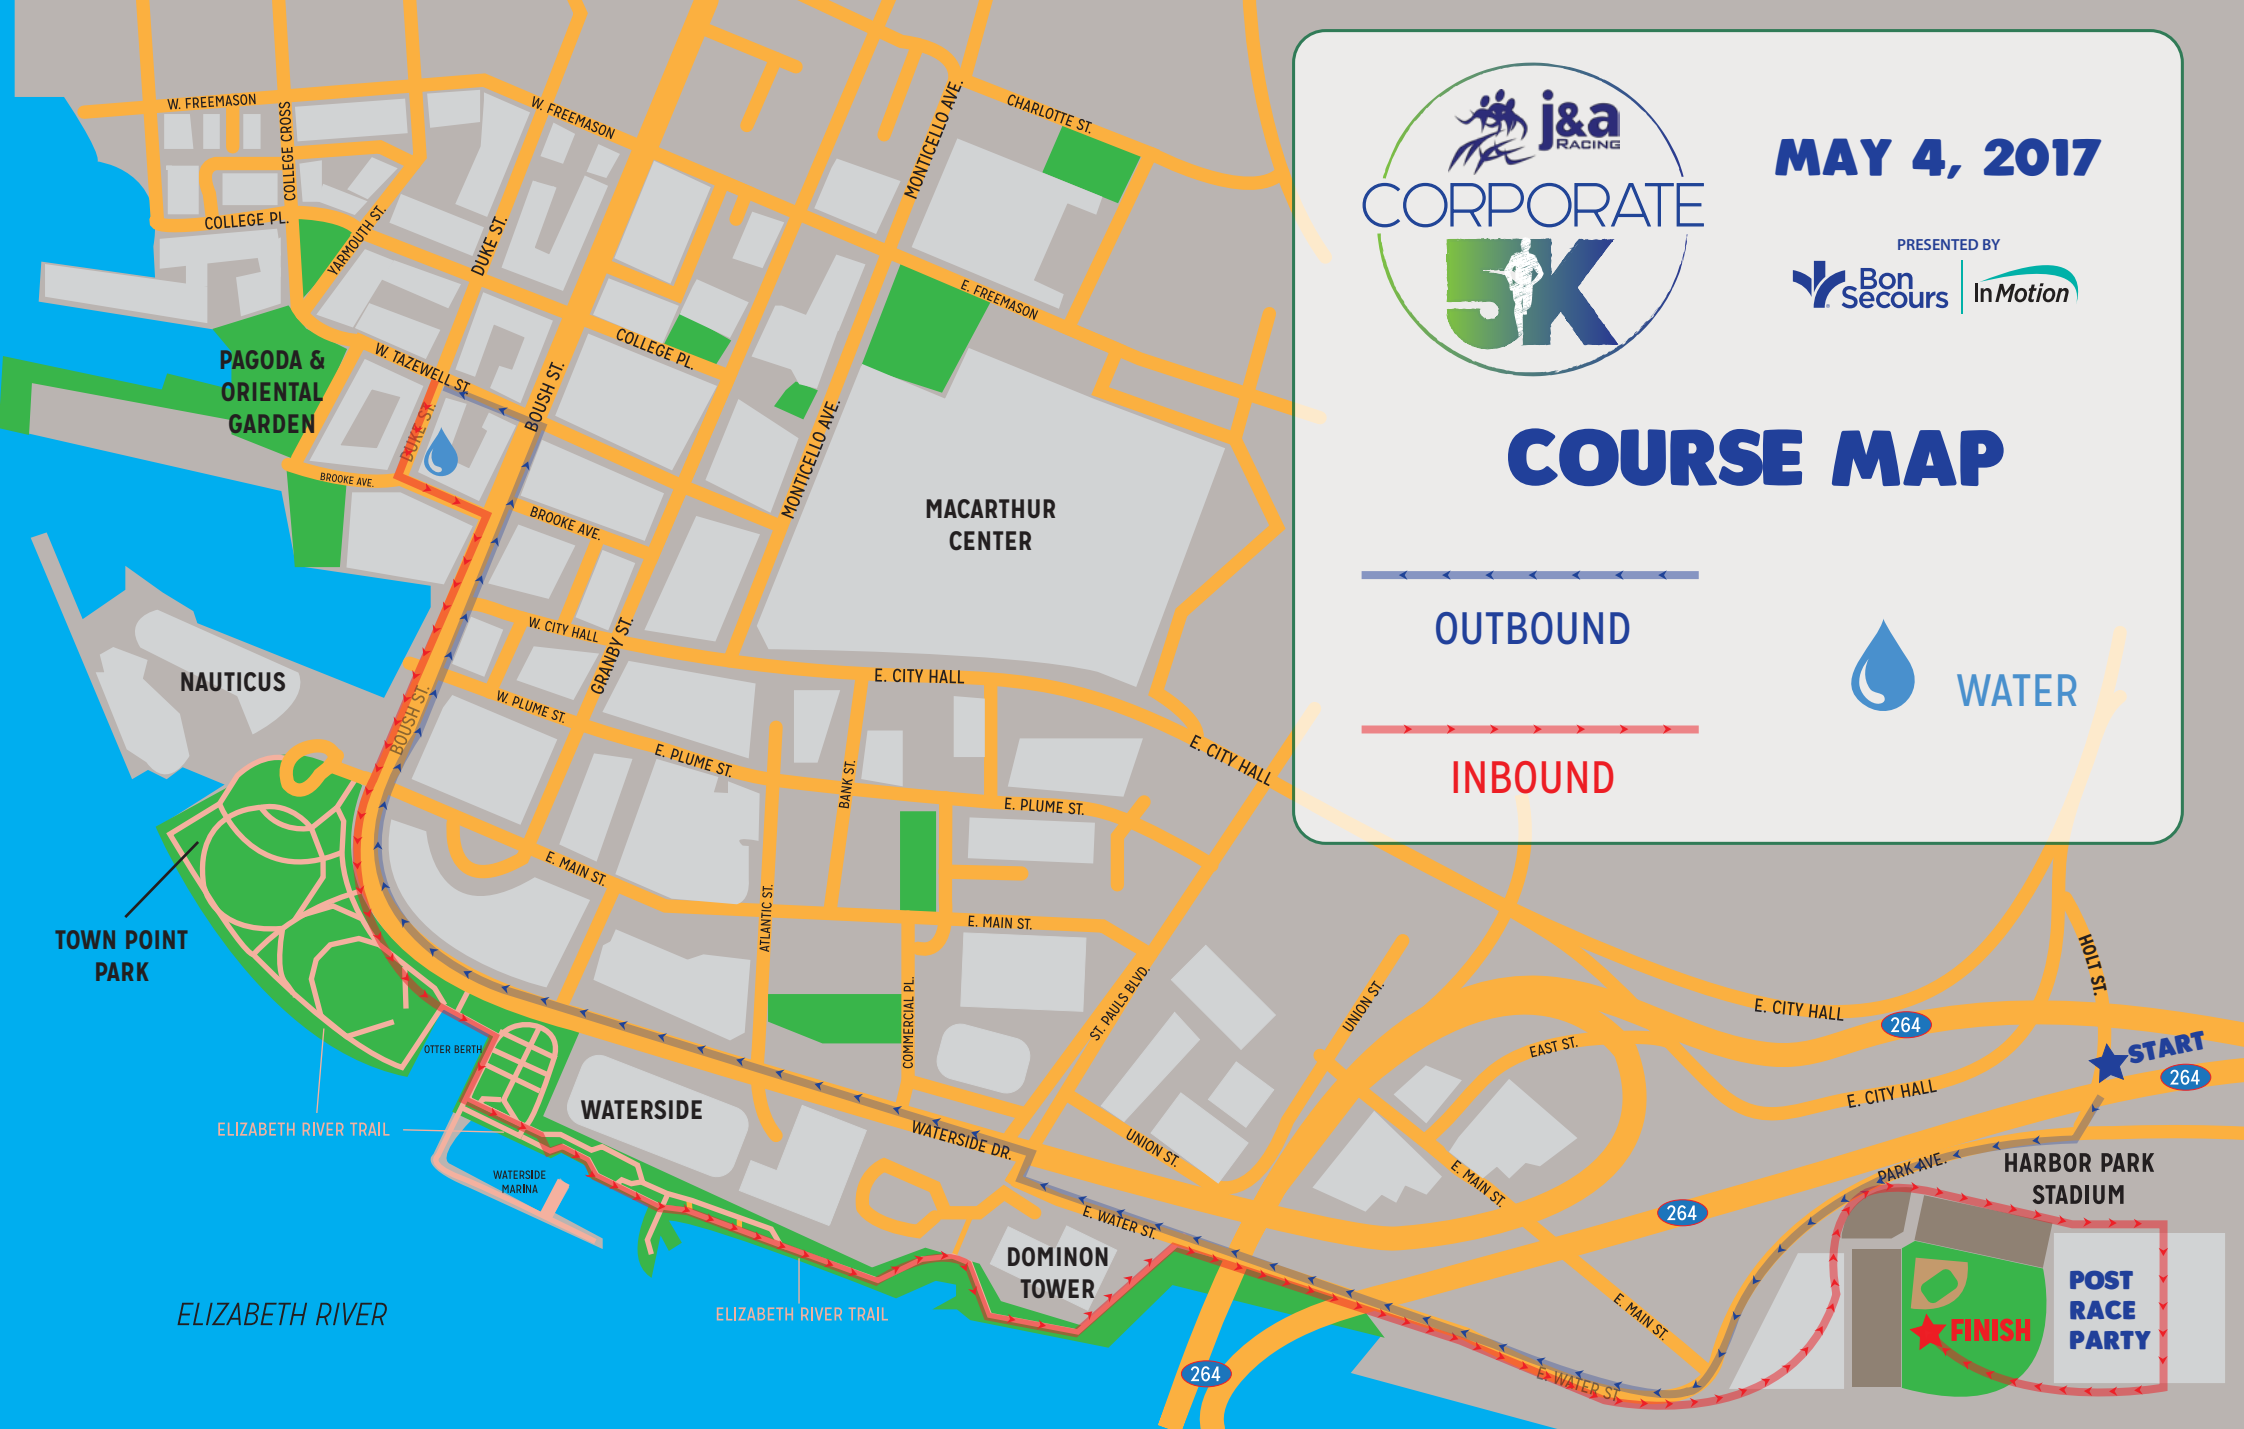 j&a
RACING
CORPORATE
5K
MAY 4, 2017
PRESENTED BY
Bon
Secours
In Motion
COURSE MAP
OUTBOUND
INBOUND
WATER
W. FREEMASON
COLLEGE CROSS
COLLEGE PL.
YARMOUTH ST.
DUKE ST.
W. FREEMASON
MONTICELLO AVE.
CHARLOTTE ST.
E. FREEMASON
PAGODA &
ORIENTAL
GARDEN
W. TAZEWELL ST.
DUKE ST.
BOUSH ST.
COLLEGE PL.
MONTICELLO AVE.
BROOKE AVE.
BROOKE AVE.
MACARTHUR
CENTER
NAUTICUS
W. CITY HALL
GRANBY ST.
E. CITY HALL
E. CITY HALL
BOUSH ST.
W. PLUME ST.
E. PLUME ST.
BANK ST.
E. PLUME ST.
E. MAIN ST.
ATLANTIC ST.
E. MAIN ST.
TOWN POINT
PARK
COMMERCIAL PL.
ST. PAULS BLVD.
UNION ST.
EAST ST.
E. CITY HALL
264
HOLT ST.
START
264
E. CITY HALL
OTTER BERTH
ELIZABETH RIVER TRAIL
WATERSIDE
WATERSIDE
MARINA
WATERSIDE DR.
UNION ST.
E. MAIN ST.
264
PARK AVE.
HARBOR PARK
STADIUM
E. WATER ST.
DOMINON
TOWER
ELIZABETH RIVER
ELIZABETH RIVER TRAIL
264
E. MAIN ST.
E. WATER ST.
FINISH
POST
RACE
PARTY